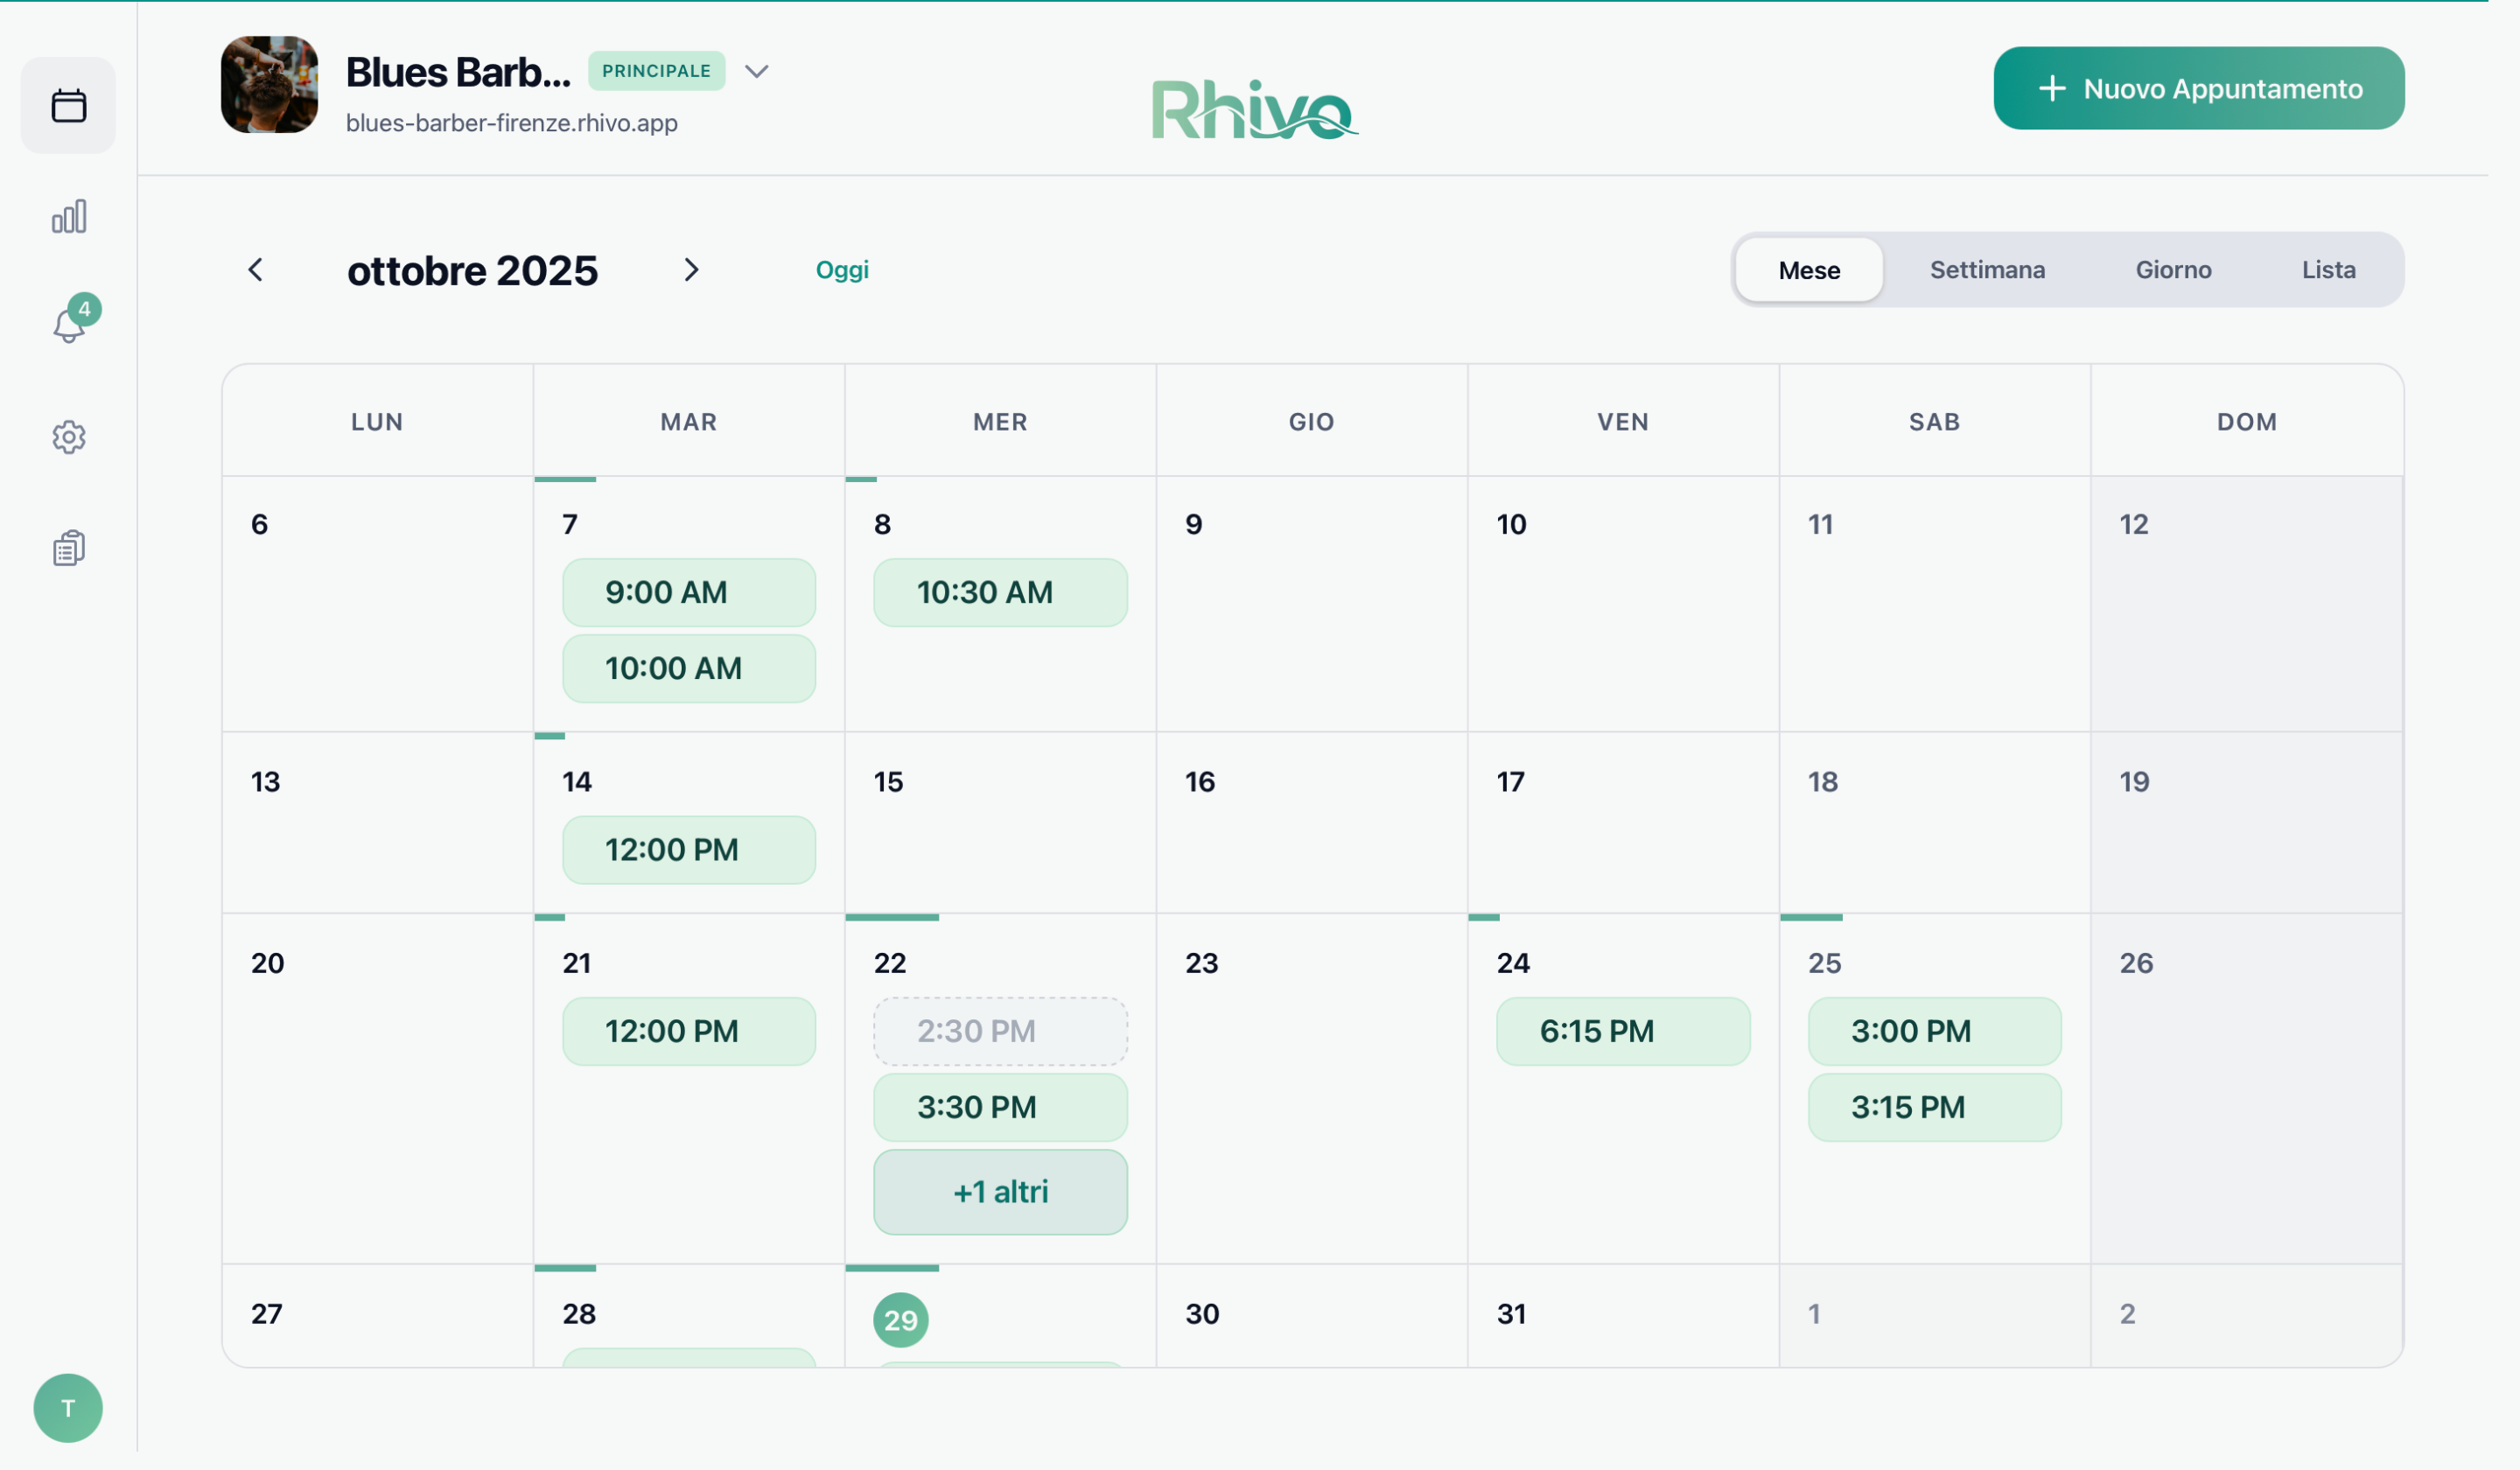 Blues Barb... PRINCIPALE
blues-barber-firenze.rhivo.app
Rhivo
+ Nuovo Appuntamento
4
ottobre 2025
Oggi
Mese Settimana Giorno Lista
LUN MAR MER GIO VEN SAB DOM
6 7 8 9 10 11 12
9:00 AM 10:30 AM
10:00 AM
13 14 15 16 17 18 19
12:00 PM
20 21 22 23 24 25 26
12:00 PM 2:30 PM 6:15 PM 3:00 PM
3:30 PM 3:15 PM
+1 altri
27 28 29 30 31 1 2
T